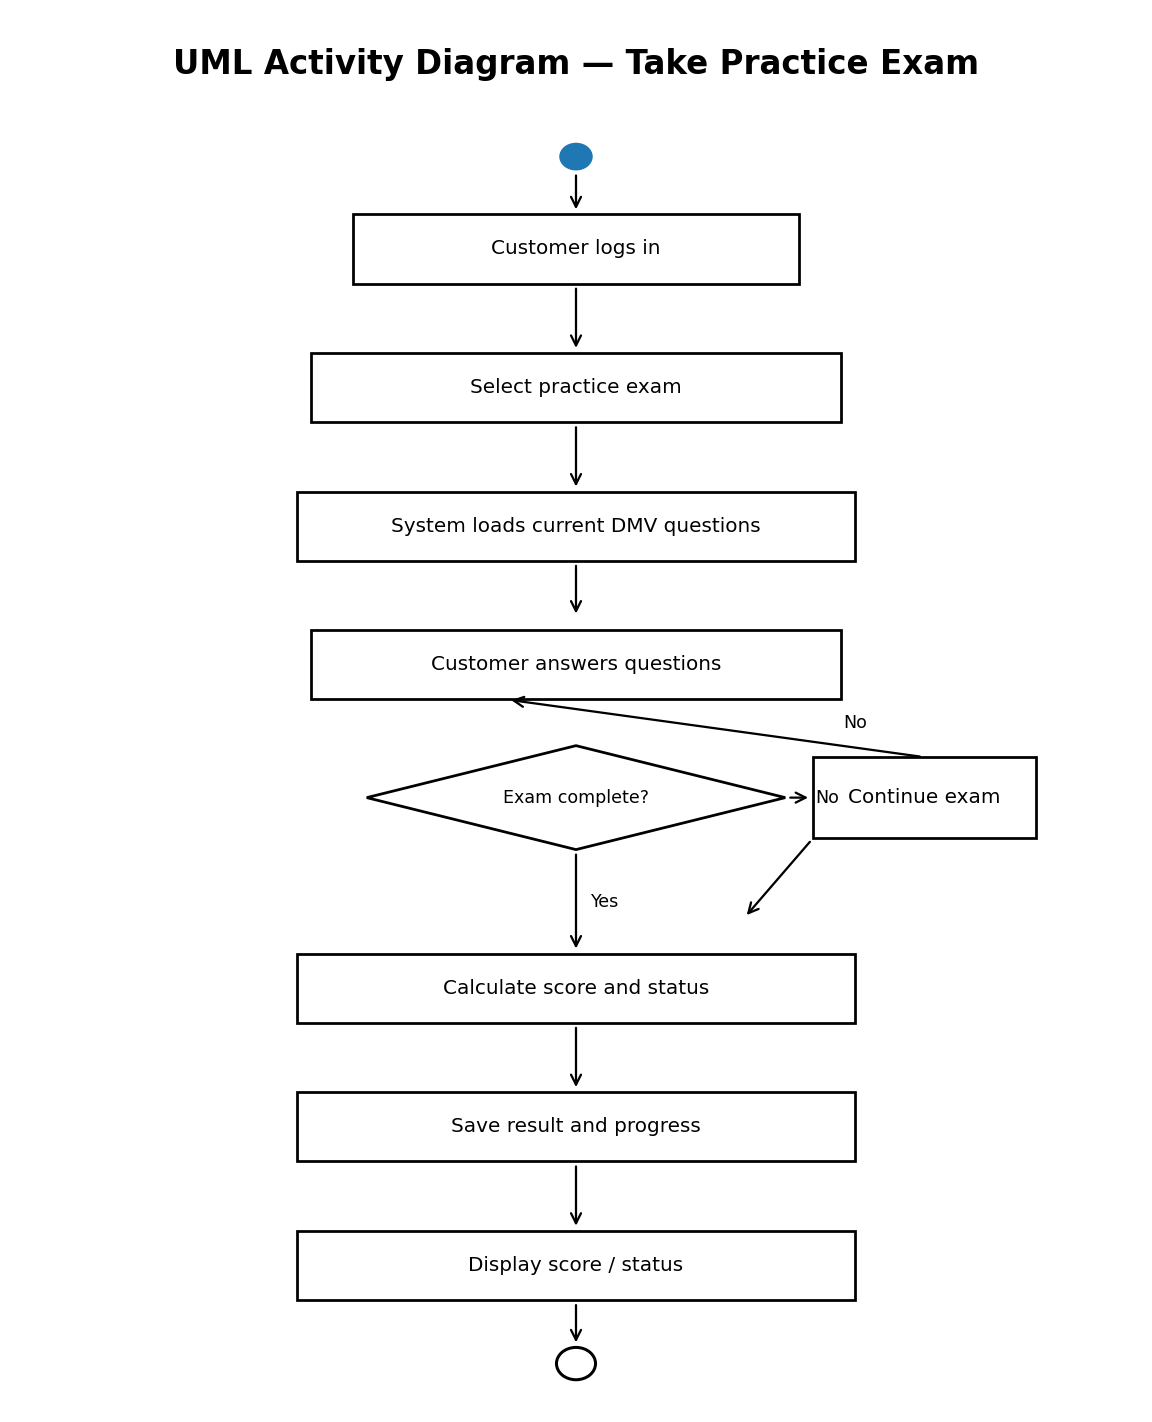 UML Activity Diagram — Take Practice Exam
Customer logs in
Select practice exam
System loads current DMV questions
Customer answers questions
No
Exam complete?
No
Continue exam
Yes
Calculate score and status
Save result and progress
Display score / status